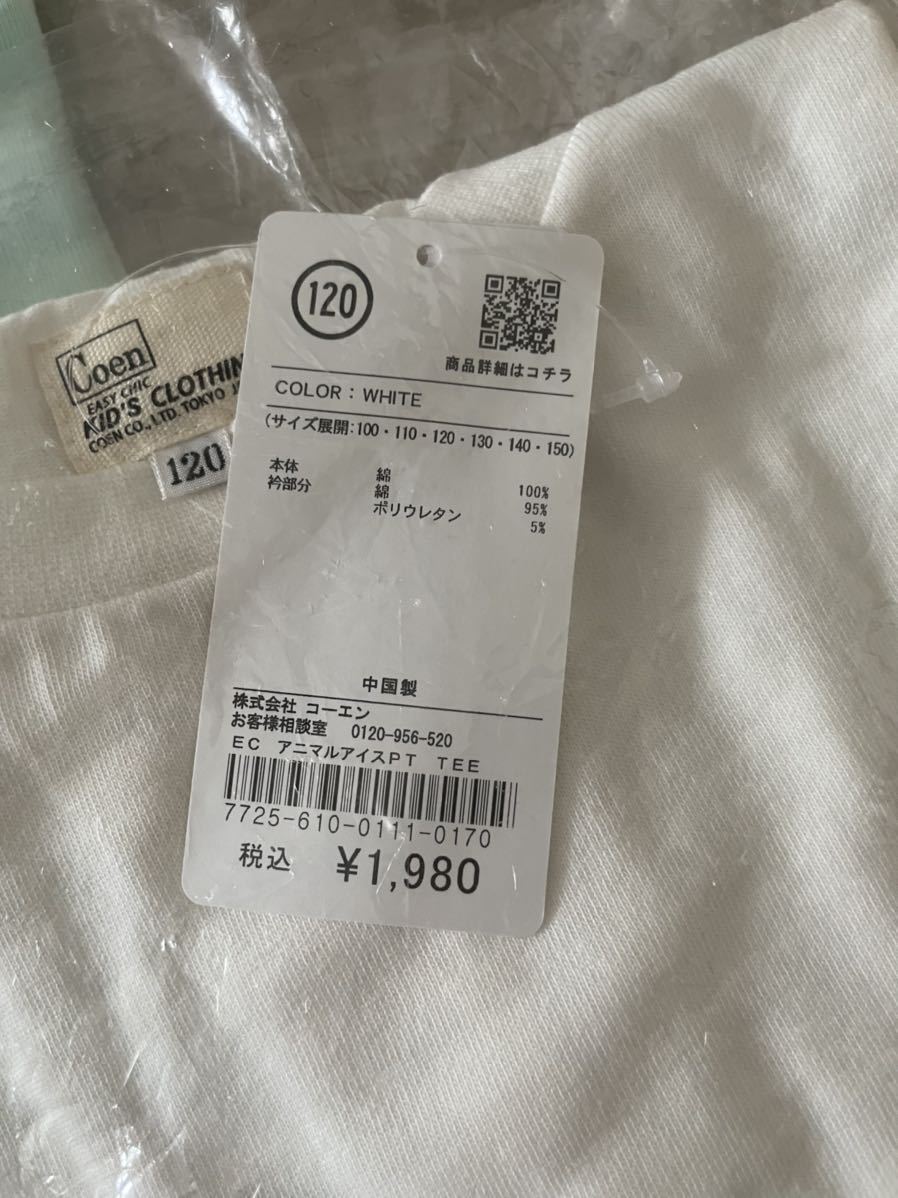 Coen
EASY CHIC
KID'S CLOTHIN
COEN CO., LTD. TOKYO J
120
120
商品詳細はコチラ
COLOR : WHITE
(サイズ展開:100・110・120・130・140・150)
本体 綿 100%
衿部分 綿 95%
ポリウレタン 5%
中国製
株式会社 コーエン
お客様相談室 0120-956-520
EC アニマルアイスPT TEE
7725-610-0111-0170
税込 ¥1,980